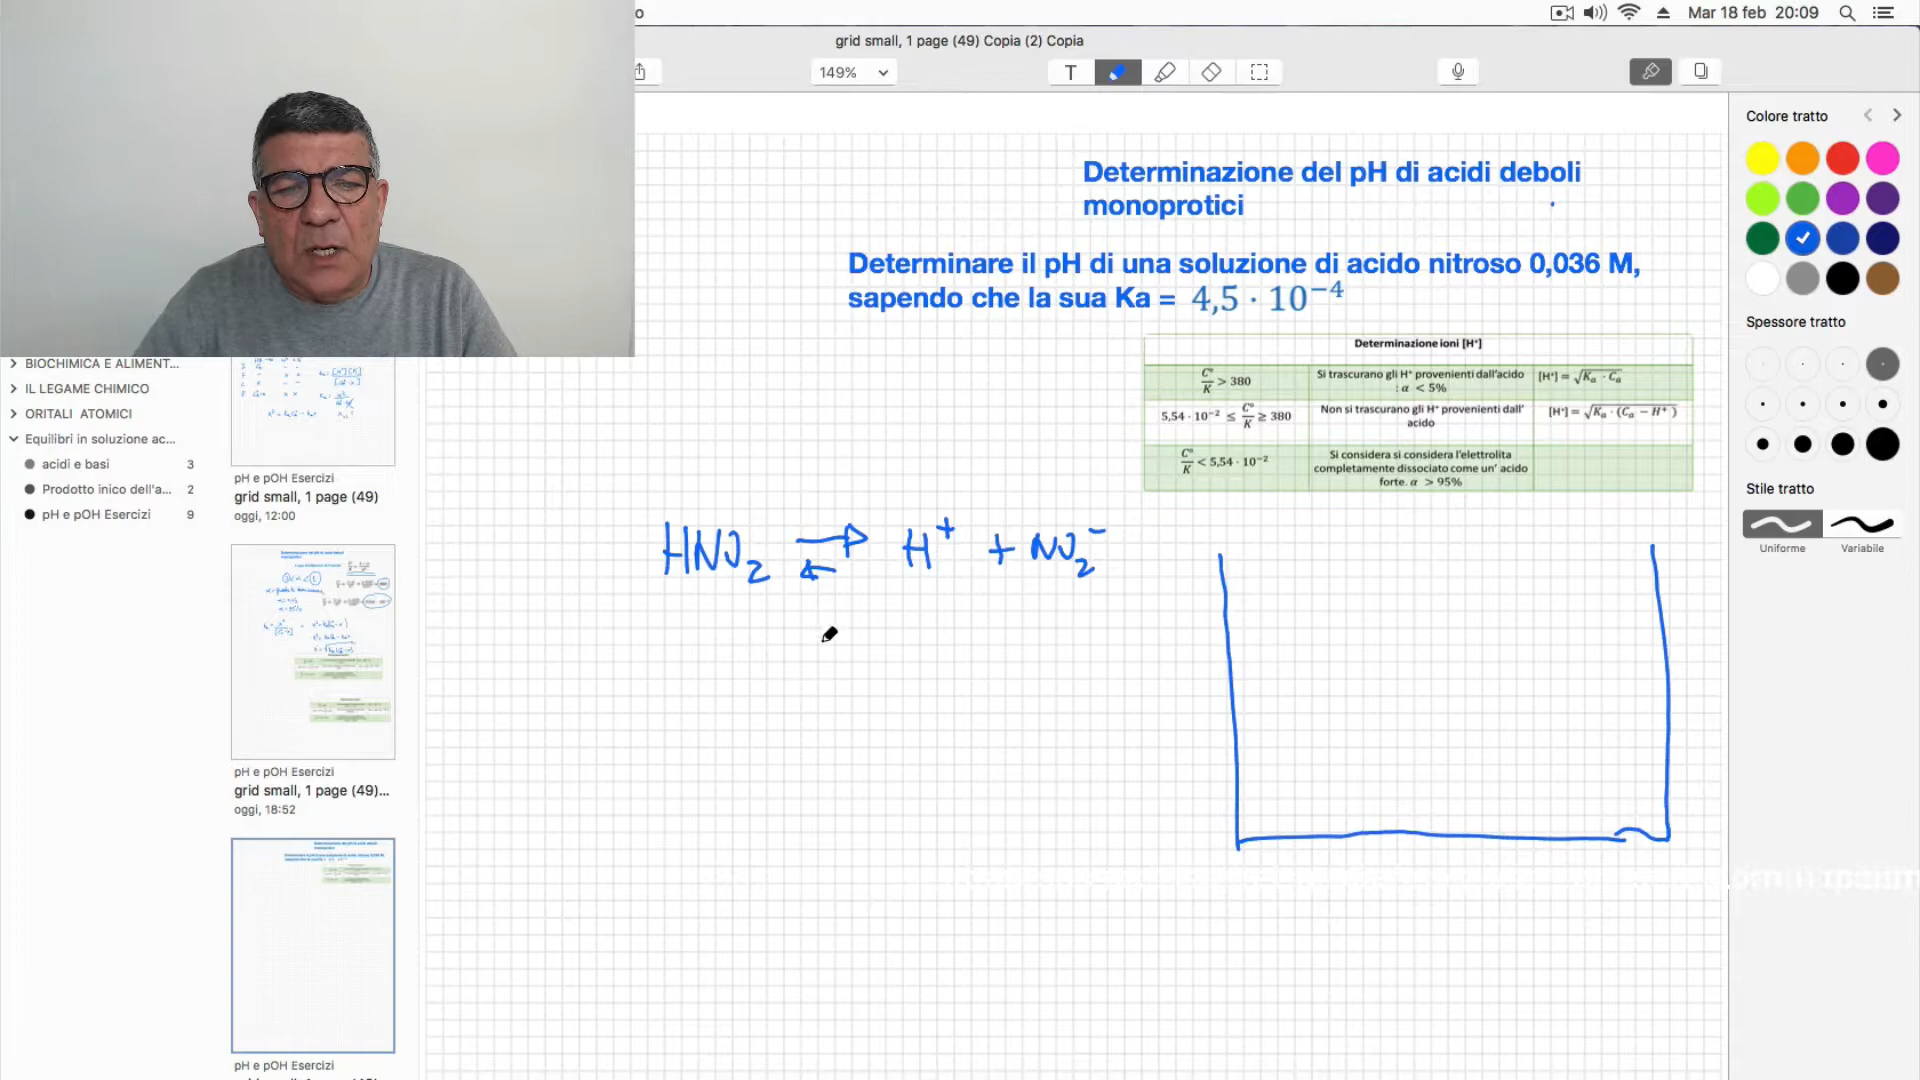 o
Mar 18 feb 20:09
grid small, 1 page (49) Copia (2) Copia
149%
T
Colore tratto
Determinazione del pH di acidi deboli
monoprotici
Determinare il pH di una soluzione di acido nitroso 0,036 M,
sapendo che la sua Ka = 4,5 · 10⁻⁴
Spessore tratto
Determinazione ioni [H⁺]
C°/K > 380
Si trascurano gli H⁺ provenienti dall'acido
: α < 5%
[H⁺] = √Kₐ · Cₐ
5,54 · 10⁻² ≤ C°/K ≥ 380
Non si trascurano gli H⁺ provenienti dall'
acido
[H⁺] = √Kₐ · (Cₐ − H⁺ )
C°/K < 5,54 · 10⁻²
Si considera si considera l'elettrolita
completamente dissociato come un' acido
forte. α > 95%
Stile tratto
Uniforme
Variabile
BIOCHIMICA E ALIMENT...
IL LEGAME CHIMICO
ORITALI ATOMICI
Equilibri in soluzione ac...
acidi e basi 3
Prodotto inico dell'a... 2
pH e pOH Esercizi 9
pH e pOH Esercizi
grid small, 1 page (49)
oggi, 12:00
pH e pOH Esercizi
grid small, 1 page (49)...
oggi, 18:52
pH e pOH Esercizi
HNO₂ ⇄ H⁺ + NO₂⁻